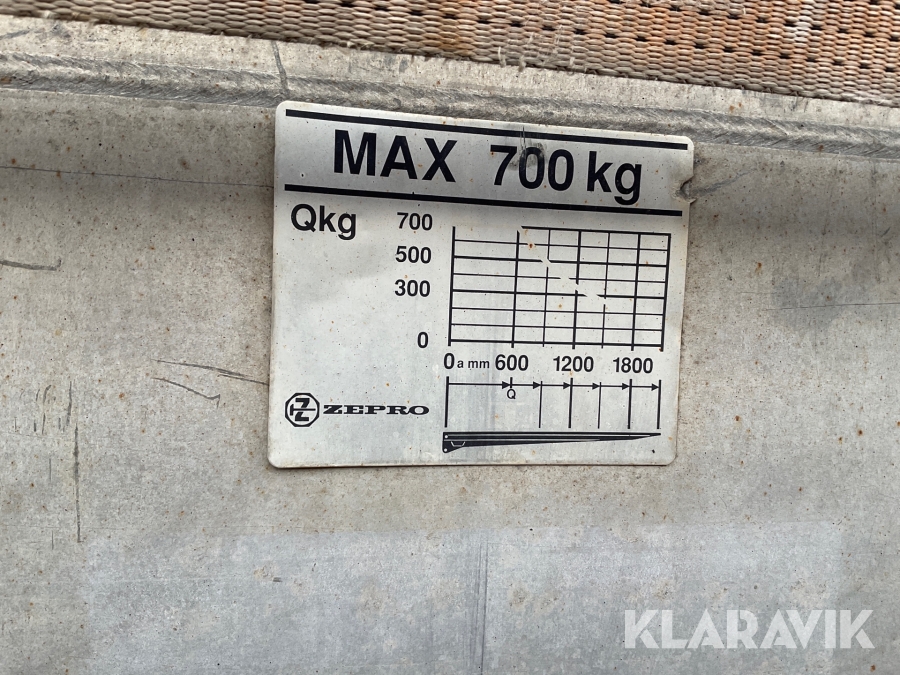 MAX 700 kg
Qkg 700
500
300
0
0 a mm 600 1200 1800
Q
ZEPRO
KLARAVIK